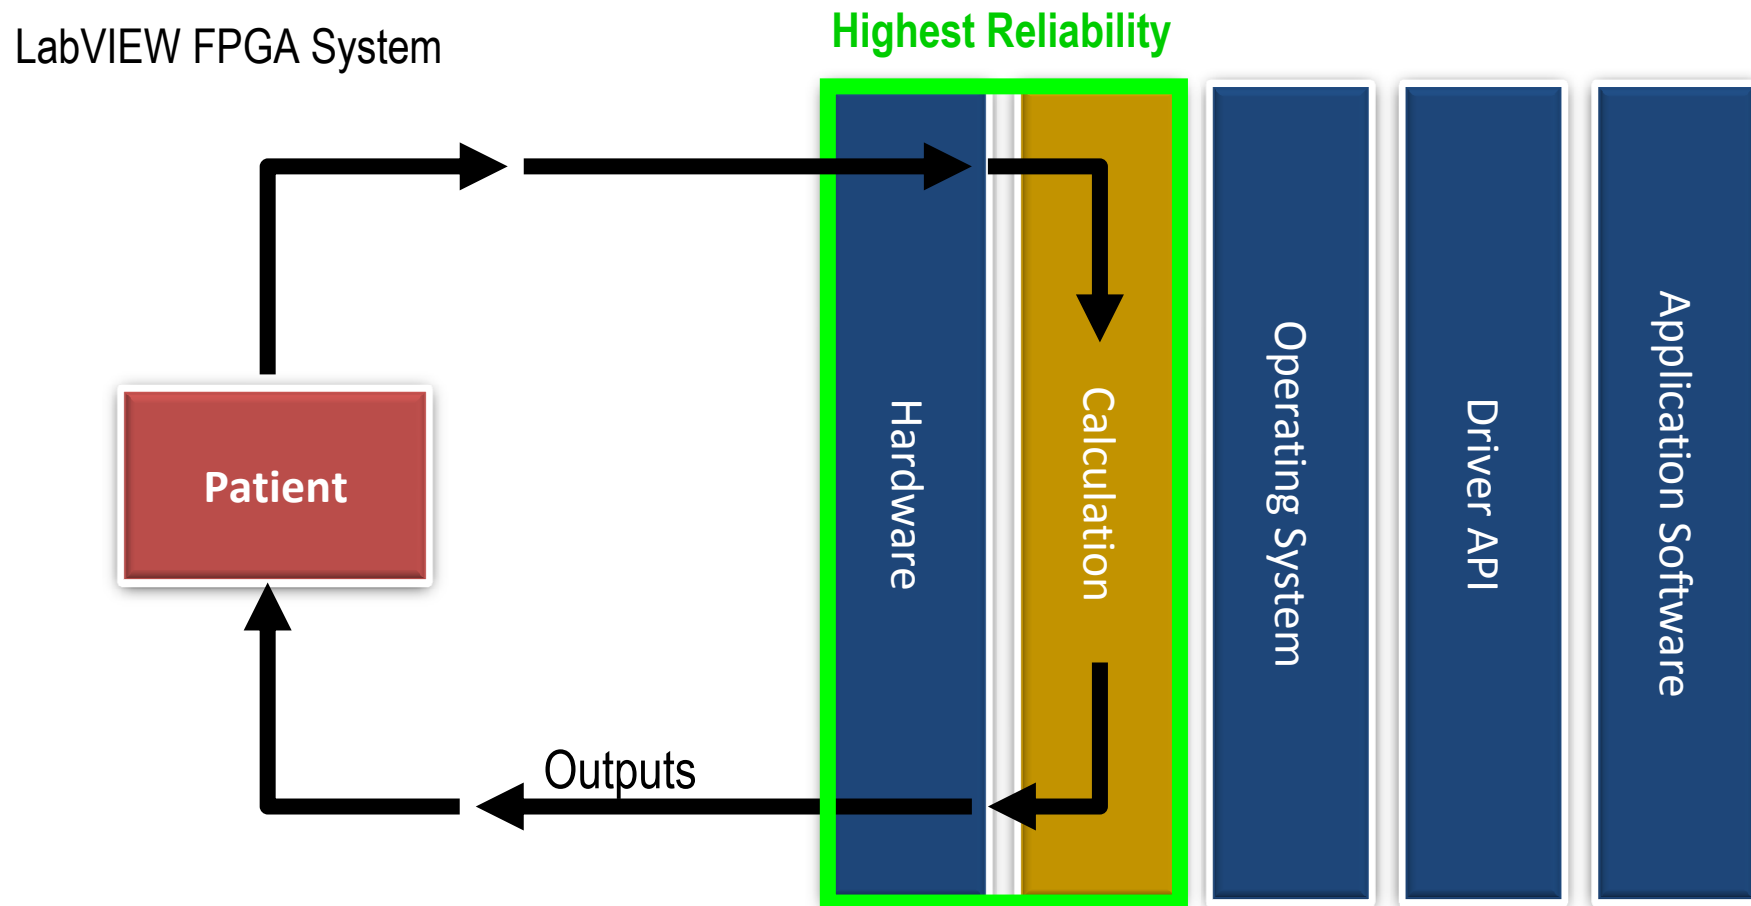 LabVIEW FPGA System
Highest Reliability
Patient
Outputs
Hardware
Calculation
Operating System
Driver API
Application Software